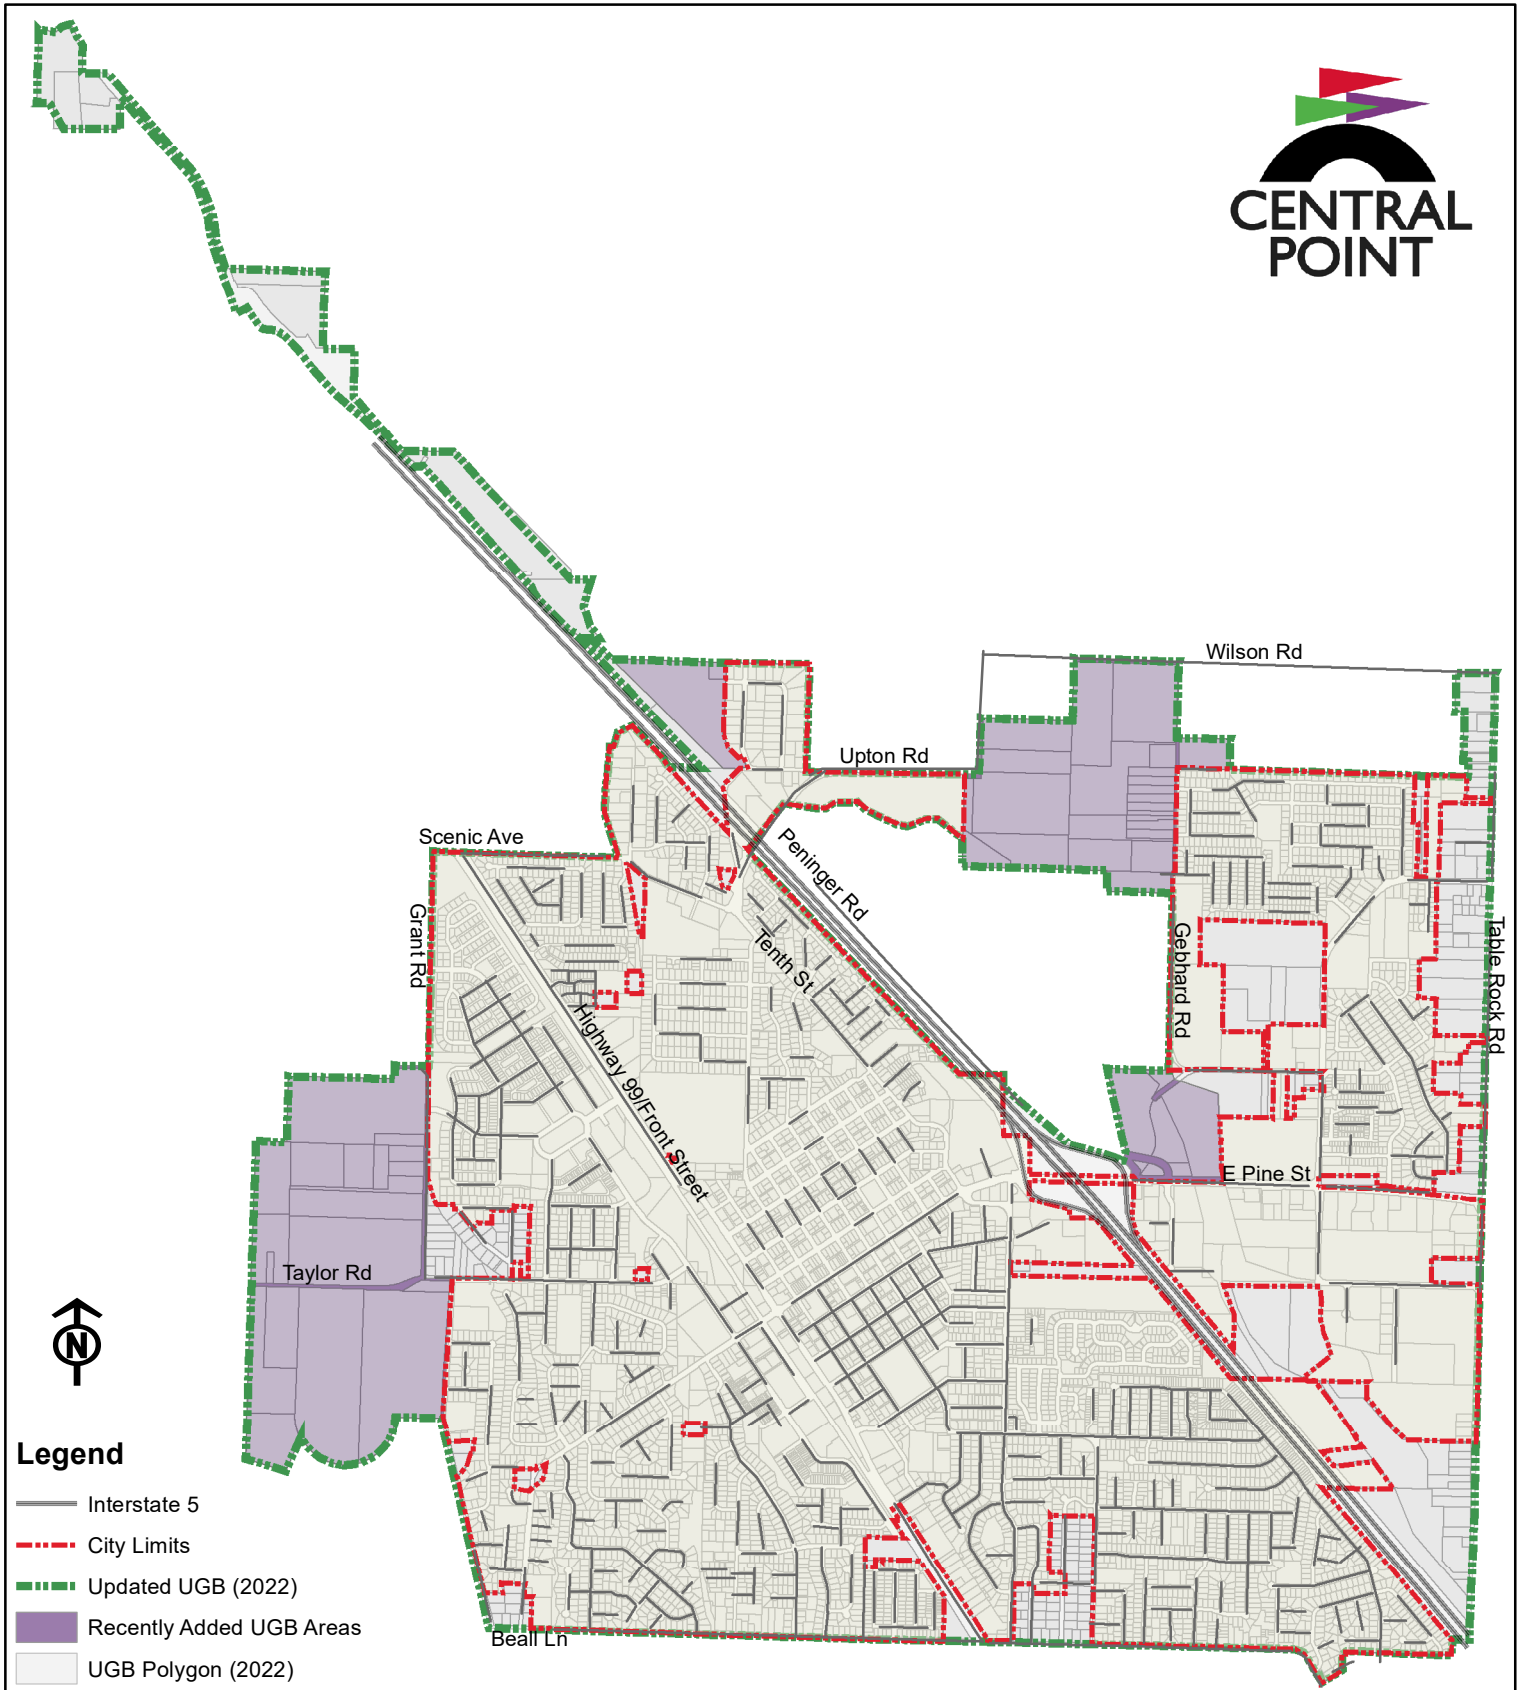 CENTRAL
POINT
Wilson Rd
Upton Rd
Scenic Ave
Peninger Rd
Grant Rd
Tenth St
Gebhard Rd
Table Rock Rd
Highway 99/Front Street
E Pine St
Taylor Rd
N
Legend
Interstate 5
City Limits
Updated UGB (2022)
Recently Added UGB Areas
UGB Polygon (2022)
Beall Ln